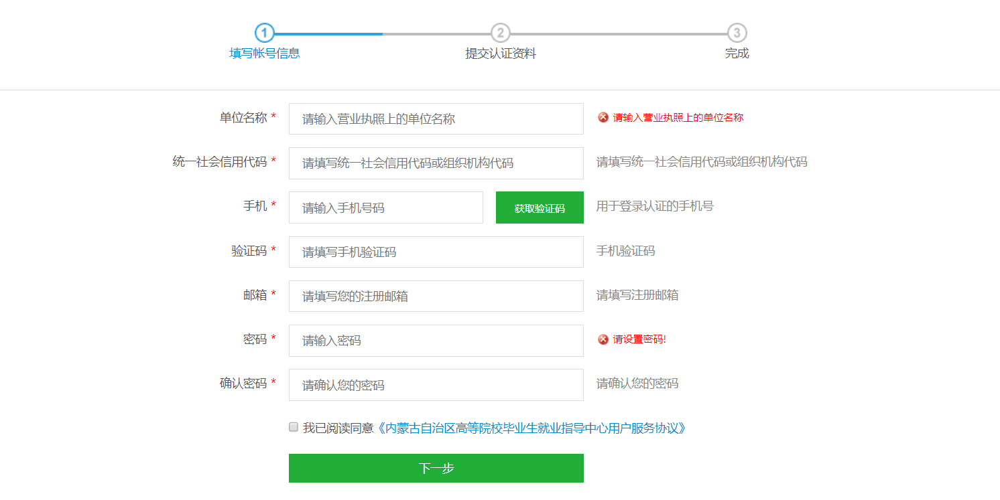 1 2 3
填写帐号信息 提交认证资料 完成
单位名称 * 请输入营业执照上的单位名称 请输入营业执照上的单位名称
统一社会信用代码 * 请填写统一社会信用代码或组织机构代码 请填写统一社会信用代码或组织机构代码
手机 * 请输入手机号码 获取验证码 用于登录认证的手机号
验证码 * 请填写手机验证码 手机验证码
邮箱 * 请填写您的注册邮箱 请填写注册邮箱
密码 * 请输入密码 请设置密码!
确认密码 * 请确认您的密码 请确认您的密码
我已阅读同意《内蒙古自治区高等院校毕业生就业指导中心用户服务协议》
下一步